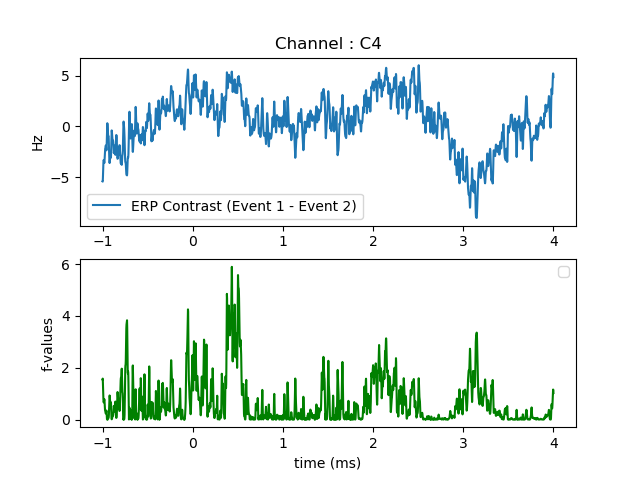 Channel : C4
Hz
5
0
−5
ERP Contrast (Event 1 - Event 2)
−1 0 1 2 3 4
f-values
6
4
2
0
−1 0 1 2 3 4
time (ms)